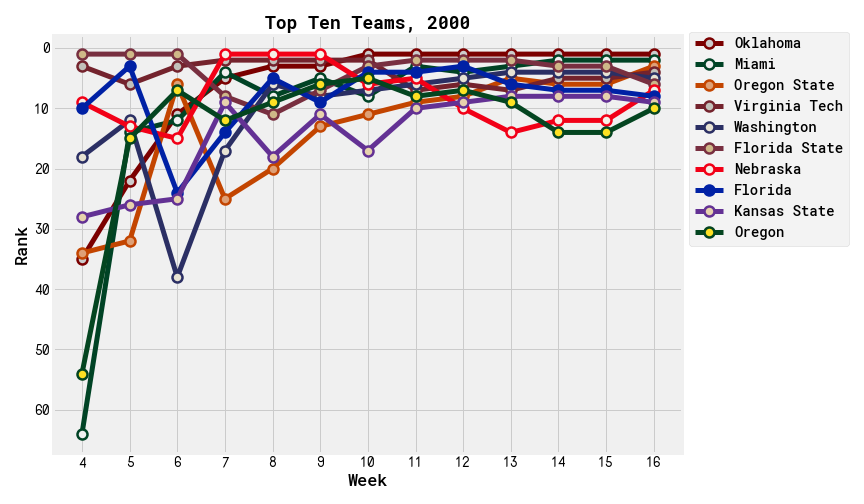 Top Ten Teams, 2000
Oklahoma
Miami
Oregon State
Virginia Tech
Washington
Florida State
Nebraska
Florida
Kansas State
Oregon
Rank
0
10
20
30
40
50
60
4 5 6 7 8 9 10 11 12 13 14 15 16
Week